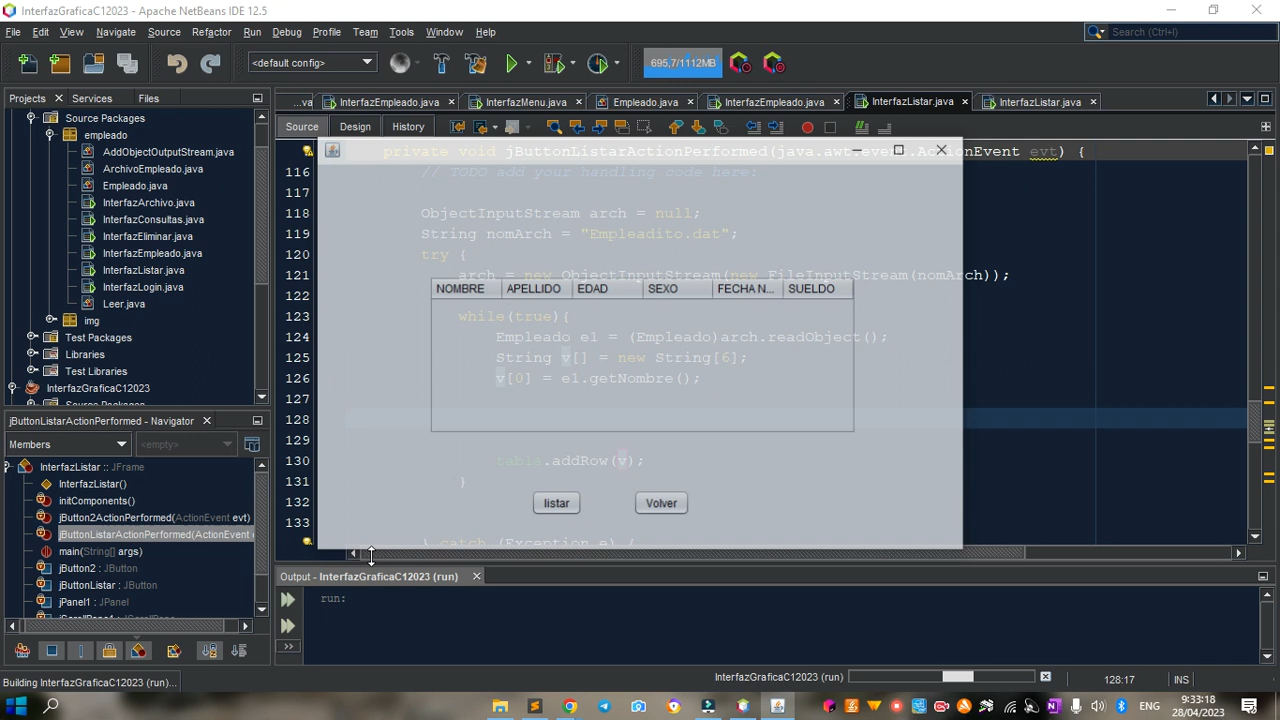 InterfazGraficaC12023 (run) - Apache NetBeans IDE 12.5
File Edit View Navigate Source Refactor Run Debug Profile Team Tools Window Help
Search (Ctrl+I)
<default config>
695,7/1112MB
Projects Services Files
...va InterfazEmpleado.java InterfazMenu.java Empleado.java InterfazEmpleado.java InterfazListar.java InterfazListar.java
Source Design History
Source Packages
empleado
AddObjectOutputStream.java
ArchivoEmpleado.java
Empleado.java
InterfazArchivo.java
InterfazConsultas.java
InterfazEliminar.java
InterfazEmpleado.java
InterfazListar.java
InterfazLogin.java
Leer.java
img
Test Packages
Libraries
Test Libraries
InterfazGraficaC12023
private void jButtonListarActionPerformed(java.awt.event.ActionEvent evt) {
116 // TODO add your handling code here:
117
118 ObjectInputStream arch = null;
119 String nomArch = "Empleadito.dat";
120 try {
121 arch = new ObjectInputStream(new FileInputStream(nomArch));
122
123 while(true){
124 Empleado e1 = (Empleado)arch.readObject();
125 String v[] = new String[6];
126 v[0] = e1.getNombre();
127
128
129
130 table.addRow(v);
131 }
132
133
} catch (Exception e) {
NOMBRE APELLIDO EDAD SEXO FECHA N... SUELDO
listar Volver
jButtonListarActionPerformed - Navigator
Members <empty>
InterfazListar :: JFrame
InterfazListar()
initComponents()
jButton2ActionPerformed(ActionEvent evt)
jButtonListarActionPerformed(ActionEvent
main(String[] args)
jButton2 : JButton
jButtonListar : JButton
jPanel1 : JPanel
Output - InterfazGraficaC12023 (run)
run:
Building InterfazGraficaC12023 (run)...
InterfazGraficaC12023 (run)
128:17 INS
ENG
9:33:18
28/04/2023